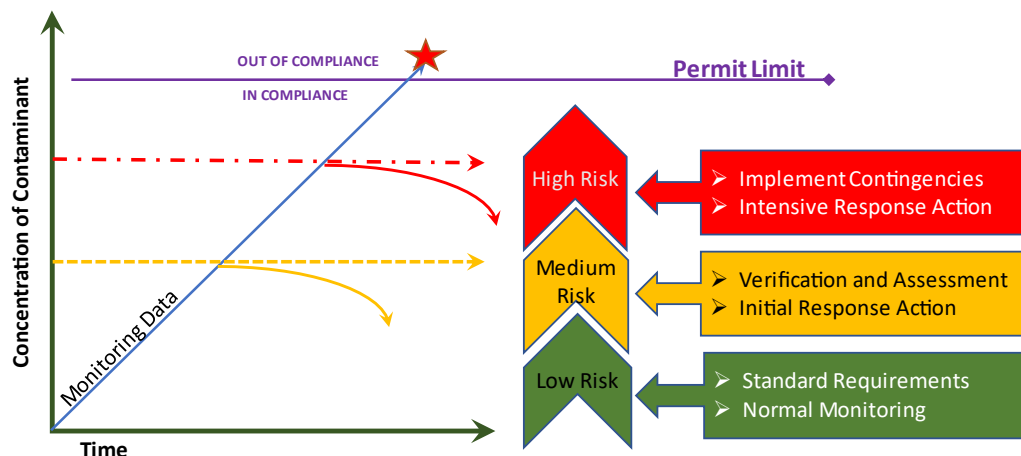 OUT OF COMPLIANCE
IN COMPLIANCE
Permit Limit
Concentration of Contaminant
Monitoring Data
Time
High Risk
➢ Implement Contingencies
➢ Intensive Response Action
Medium
Risk
➢ Verification and Assessment
➢ Initial Response Action
Low Risk
➢ Standard Requirements
➢ Normal Monitoring